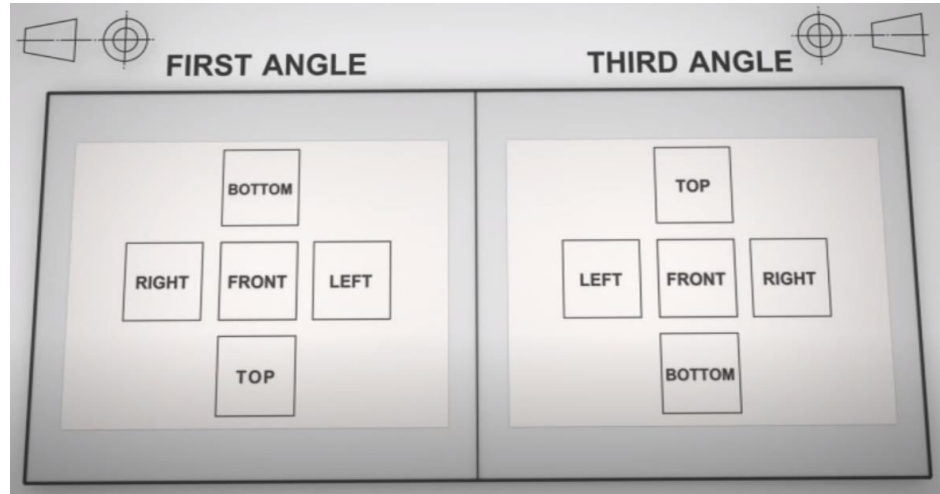 FIRST ANGLE
BOTTOM
RIGHT FRONT LEFT
TOP
THIRD ANGLE
TOP
LEFT FRONT RIGHT
BOTTOM